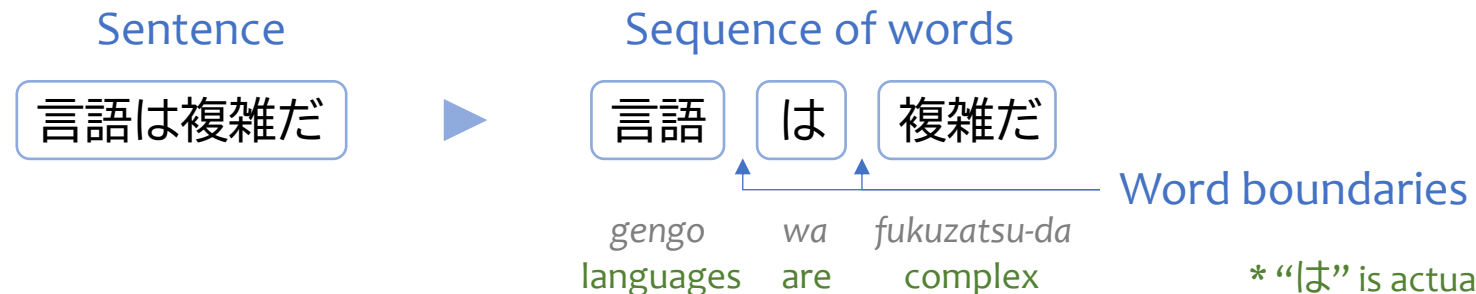 Sentence
Sequence of words
言語は複雑だ
言語 は 複雑だ
Word boundaries
gengo wa fukuzatsu-da
languages are complex
* “は” is actua